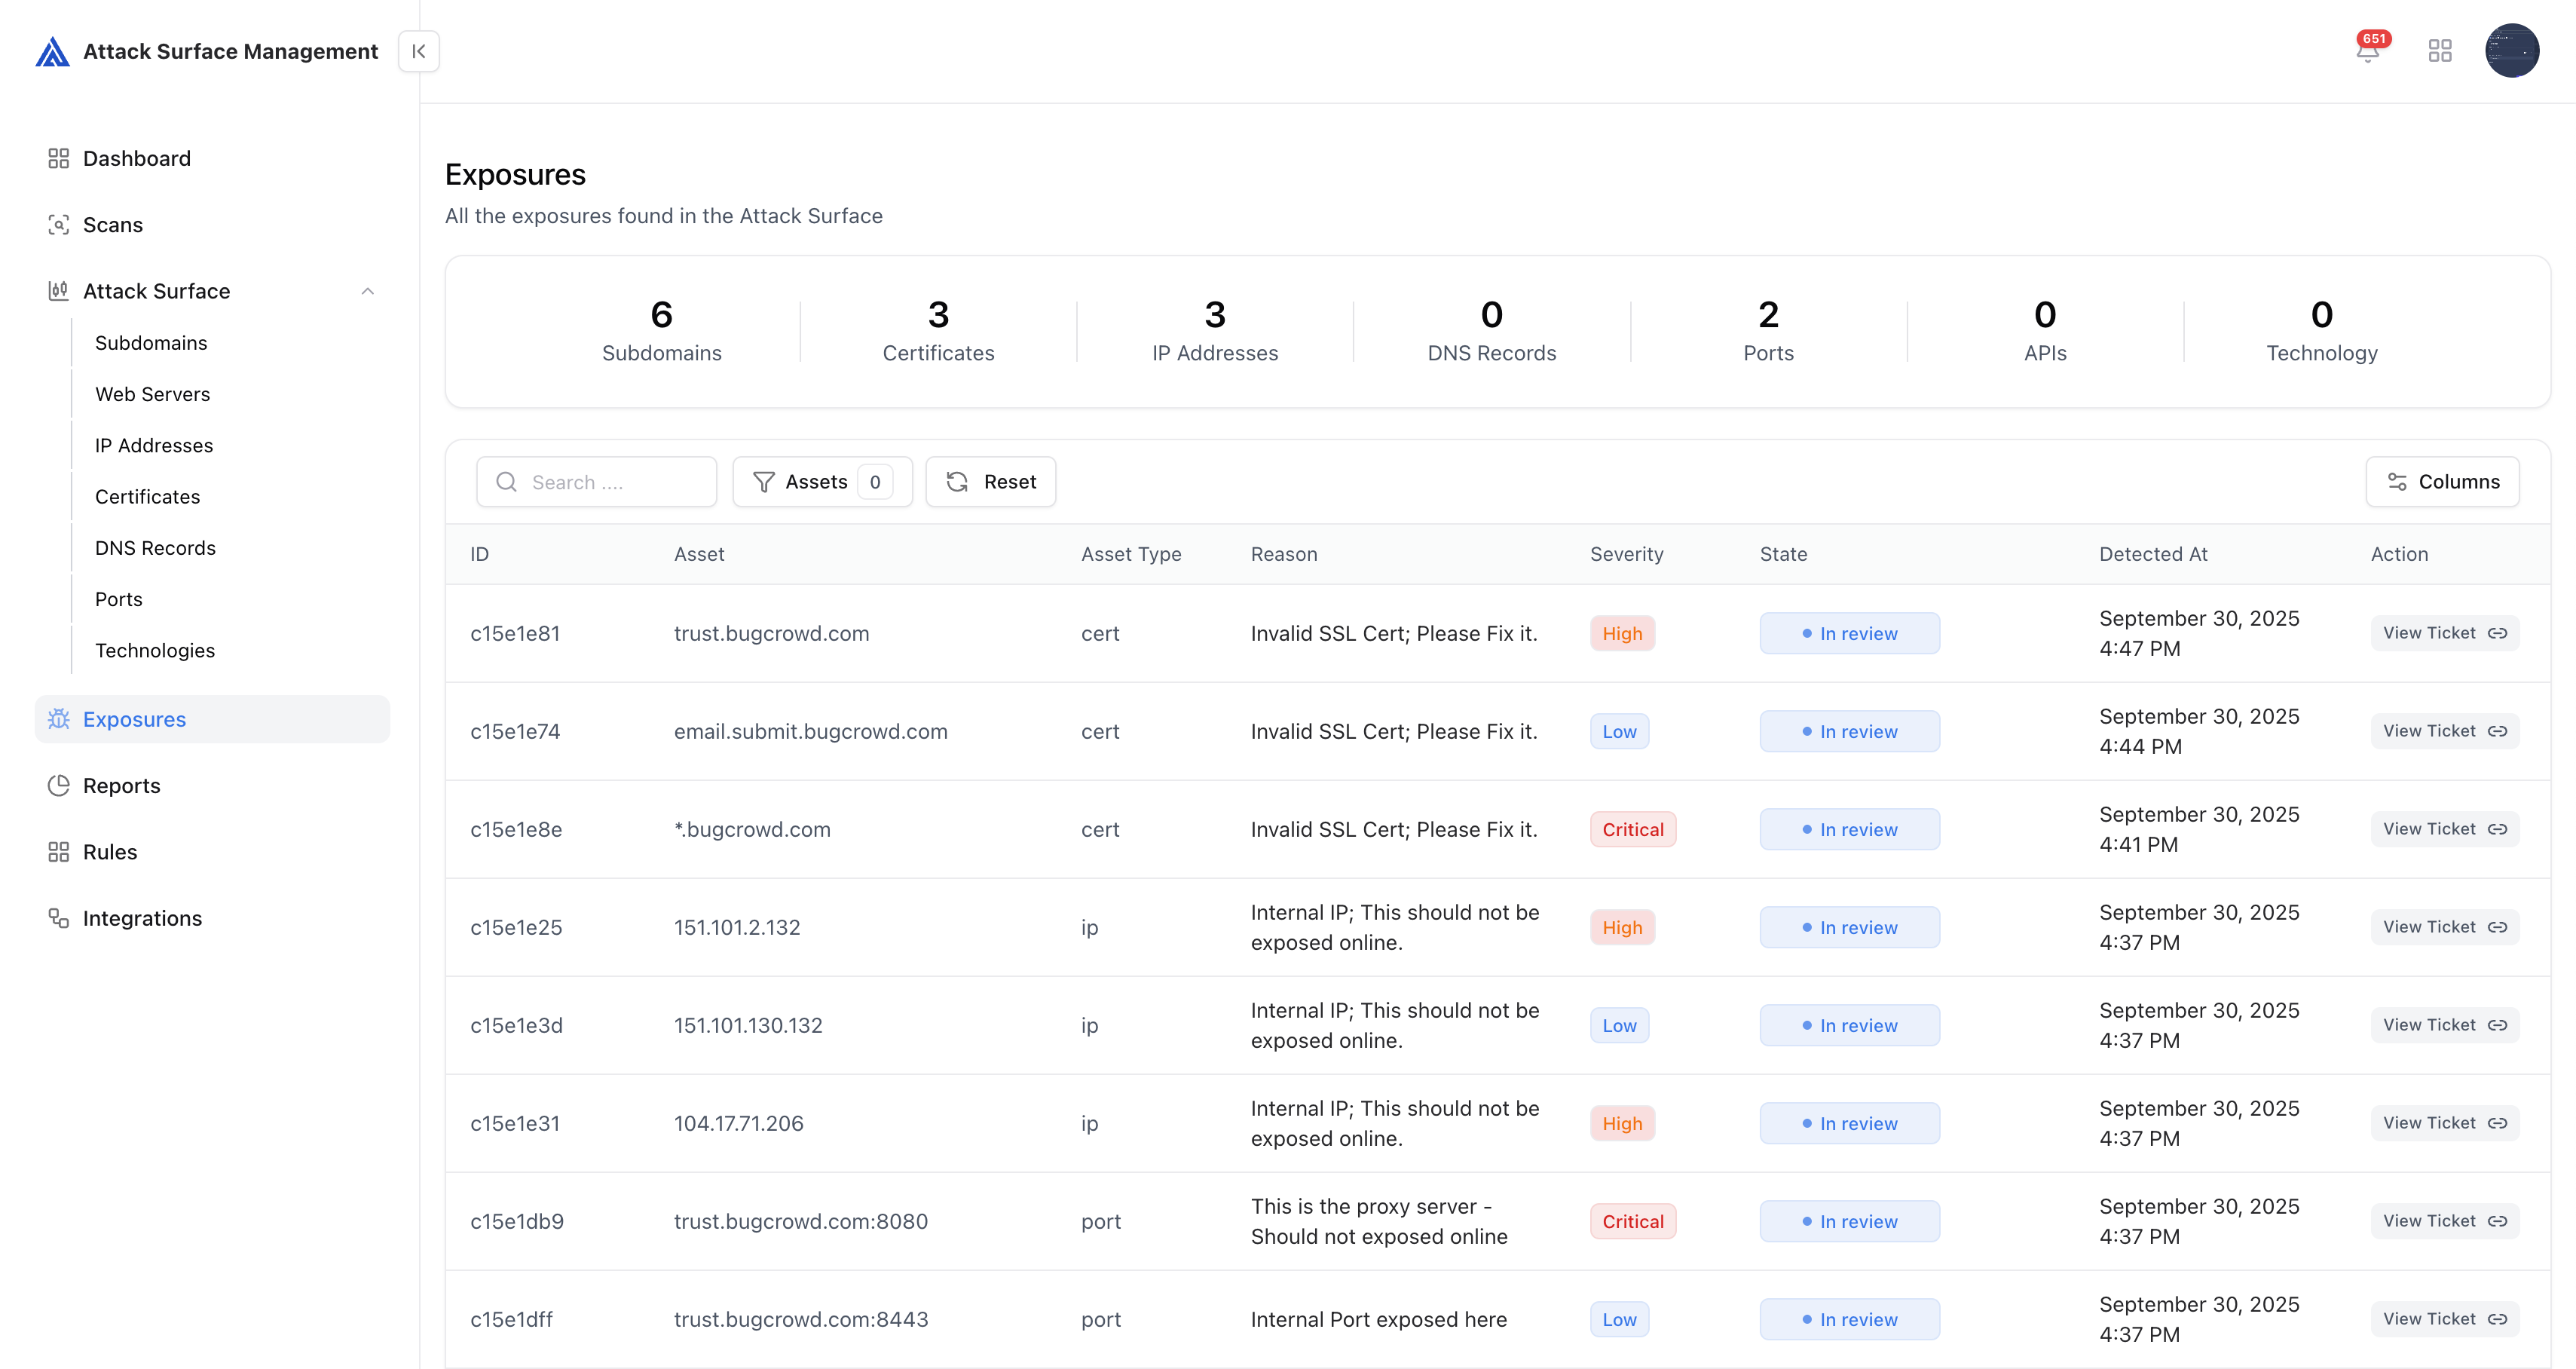 Attack Surface Management
651
Dashboard
Scans
Attack Surface
Subdomains
Web Servers
IP Addresses
Certificates
DNS Records
Ports
Technologies
Exposures
Reports
Rules
Integrations
Exposures
All the exposures found in the Attack Surface
6 3 3 0 2 0 0
Subdomains Certificates IP Addresses DNS Records Ports APIs Technology
Search .... Assets 0 Reset Columns
ID Asset Asset Type Reason Severity State Detected At Action
c15e1e81 trust.bugcrowd.com cert Invalid SSL Cert; Please Fix it. High In review September 30, 2025 View Ticket
4:47 PM
c15e1e74 email.submit.bugcrowd.com cert Invalid SSL Cert; Please Fix it. Low In review September 30, 2025 View Ticket
4:44 PM
c15e1e8e *.bugcrowd.com cert Invalid SSL Cert; Please Fix it. Critical In review September 30, 2025 View Ticket
4:41 PM
c15e1e25 151.101.2.132 ip Internal IP; This should not be High In review September 30, 2025 View Ticket
exposed online. 4:37 PM
c15e1e3d 151.101.130.132 ip Internal IP; This should not be Low In review September 30, 2025 View Ticket
exposed online. 4:37 PM
c15e1e31 104.17.71.206 ip Internal IP; This should not be High In review September 30, 2025 View Ticket
exposed online. 4:37 PM
c15e1db9 trust.bugcrowd.com:8080 port This is the proxy server - Critical In review September 30, 2025 View Ticket
Should not exposed online 4:37 PM
c15e1dff trust.bugcrowd.com:8443 port Internal Port exposed here Low In review September 30, 2025 View Ticket
4:37 PM